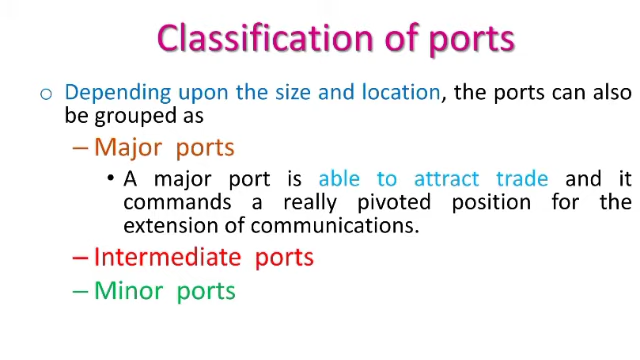 Classification of ports
o Depending upon the size and location, the ports can also
be grouped as
– Major ports
• A major port is able to attract trade and it
commands a really pivoted position for the
extension of communications.
– Intermediate ports
– Minor ports